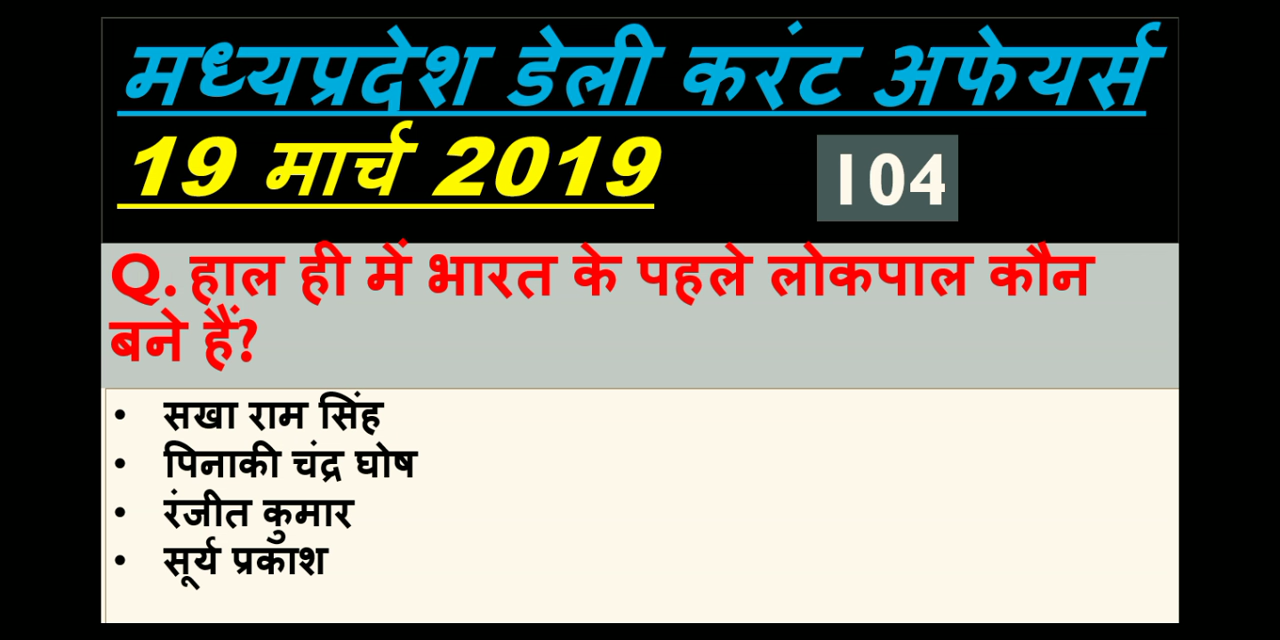 मध्यप्रदेश डेली करंट अफेयर्स
19 मार्च 2019
104
Q. हाल ही में भारत के पहले लोकपाल कौन
बने हैं?
• सखा राम सिंह
• पिनाकी चंद्र घोष
• रंजीत कुमार
• सूर्य प्रकाश